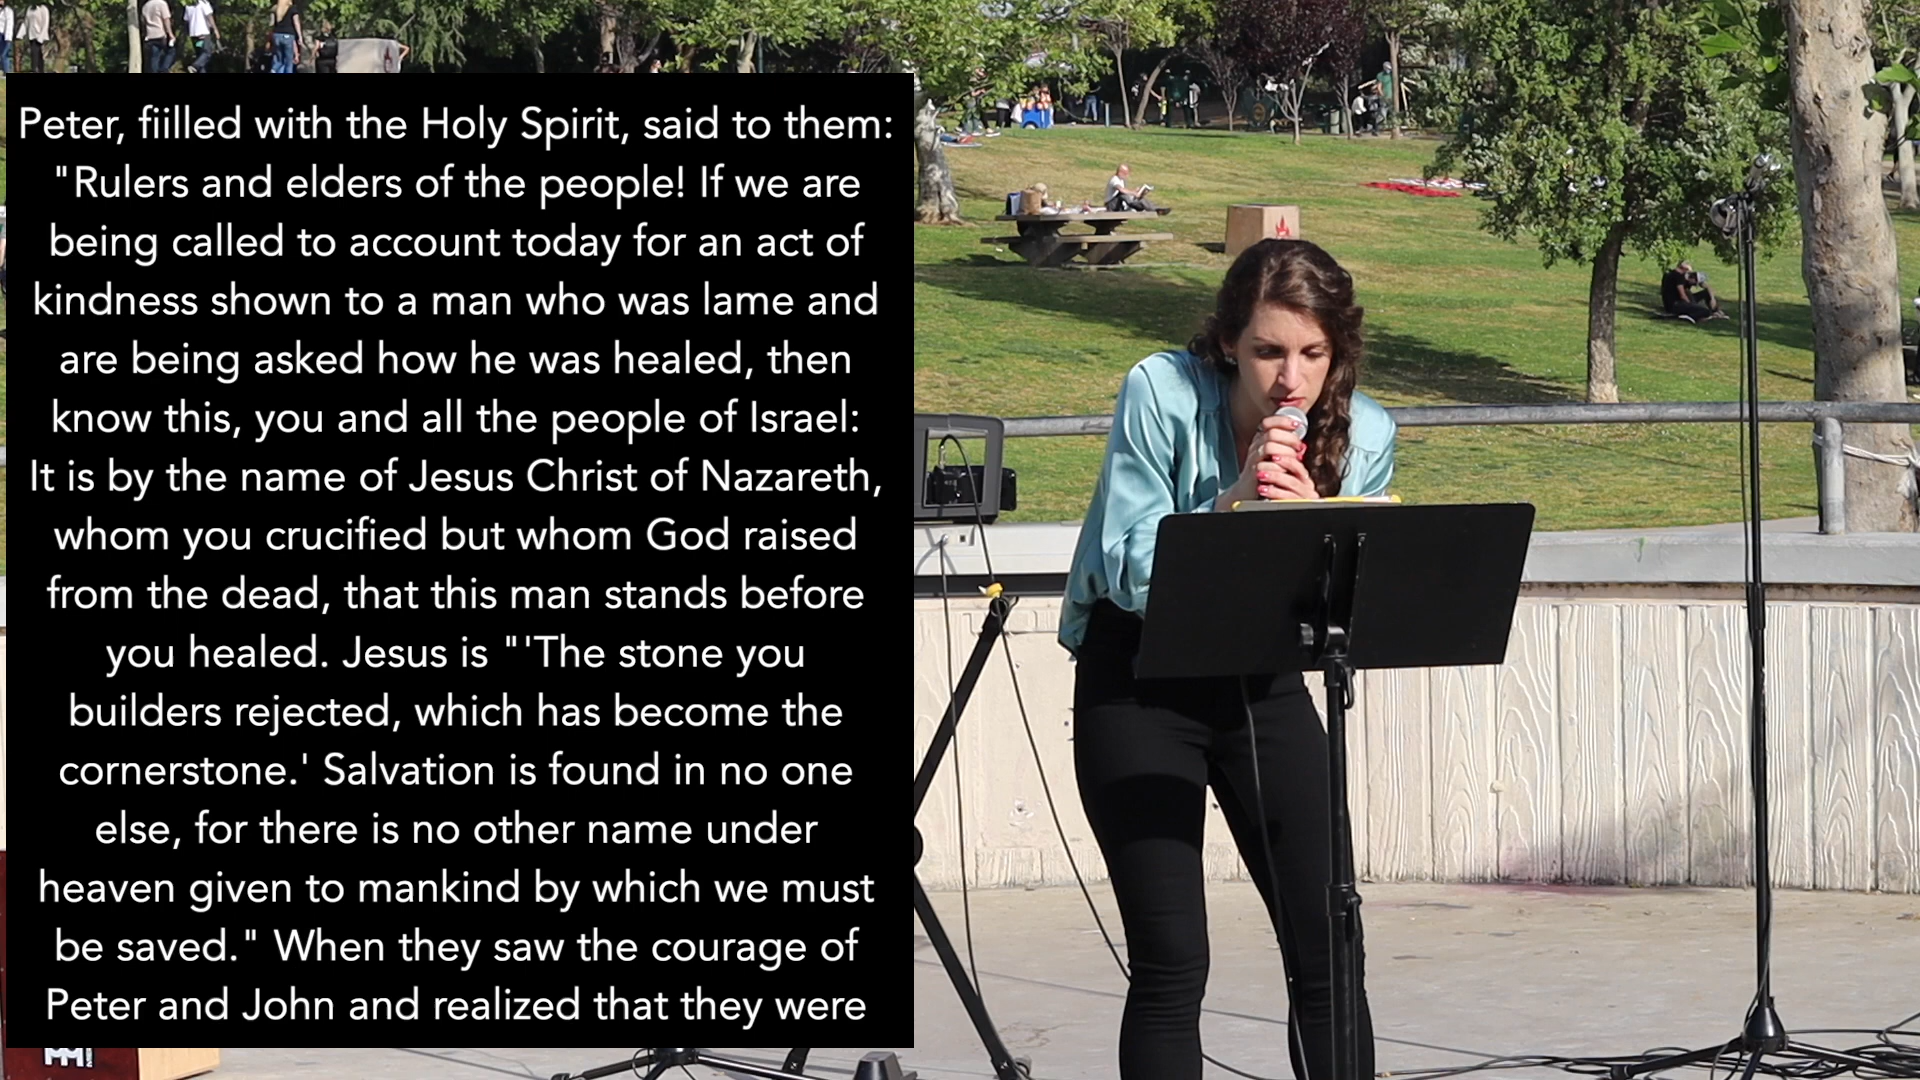 Peter, fiilled with the Holy Spirit, said to them:
"Rulers and elders of the people! If we are
being called to account today for an act of
kindness shown to a man who was lame and
are being asked how he was healed, then
know this, you and all the people of Israel:
It is by the name of Jesus Christ of Nazareth,
whom you crucified but whom God raised
from the dead, that this man stands before
you healed. Jesus is "'The stone you
builders rejected, which has become the
cornerstone.' Salvation is found in no one
else, for there is no other name under
heaven given to mankind by which we must
be saved." When they saw the courage of
Peter and John and realized that they were